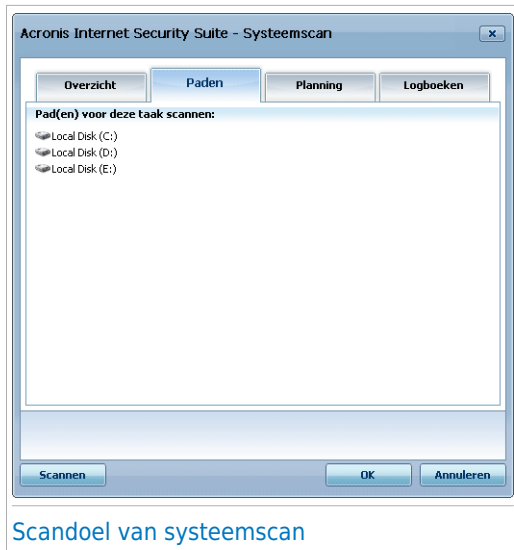 Acronis Internet Security Suite - Systeemscan
Overzicht Paden Planning Logboeken
Pad(en) voor deze taak scannen:
Local Disk (C:)
Local Disk (D:)
Local Disk (E:)
Scannen OK Annuleren
Scandoel van systeemscan